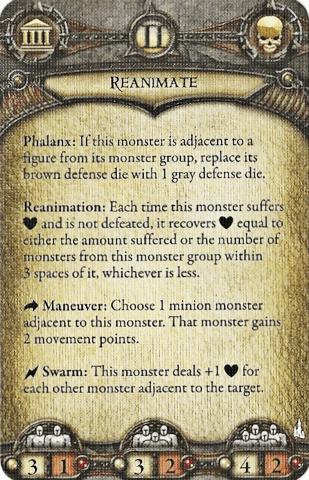 II
REANIMATE
Phalanx: If this monster is adjacent to a
figure from its monster group, replace its
brown defense die with 1 gray defense die.
Reanimation: Each time this monster suffers
♥ and is not defeated, it recovers ♥ equal to
either the amount suffered or the number of
monsters from this monster group within
3 spaces of it, whichever is less.
Maneuver: Choose 1 minion monster
adjacent to this monster. That monster gains
2 movement points.
Swarm: This monster deals +1 ♥ for
each other monster adjacent to the target.
3 1 3 2 4 2